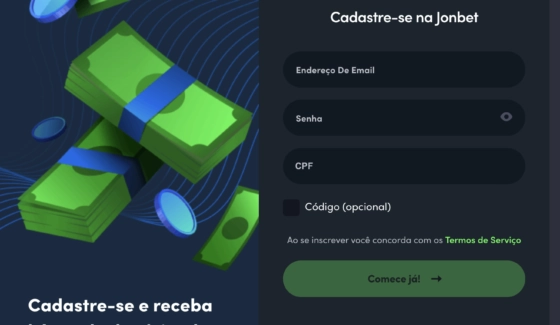 Cadastre-se na Jonbet
Endereço De Email
Senha
CPF
Código (opcional)
Ao se inscrever você concorda com os Termos de Serviço
Comece já!
Cadastre-se e receba